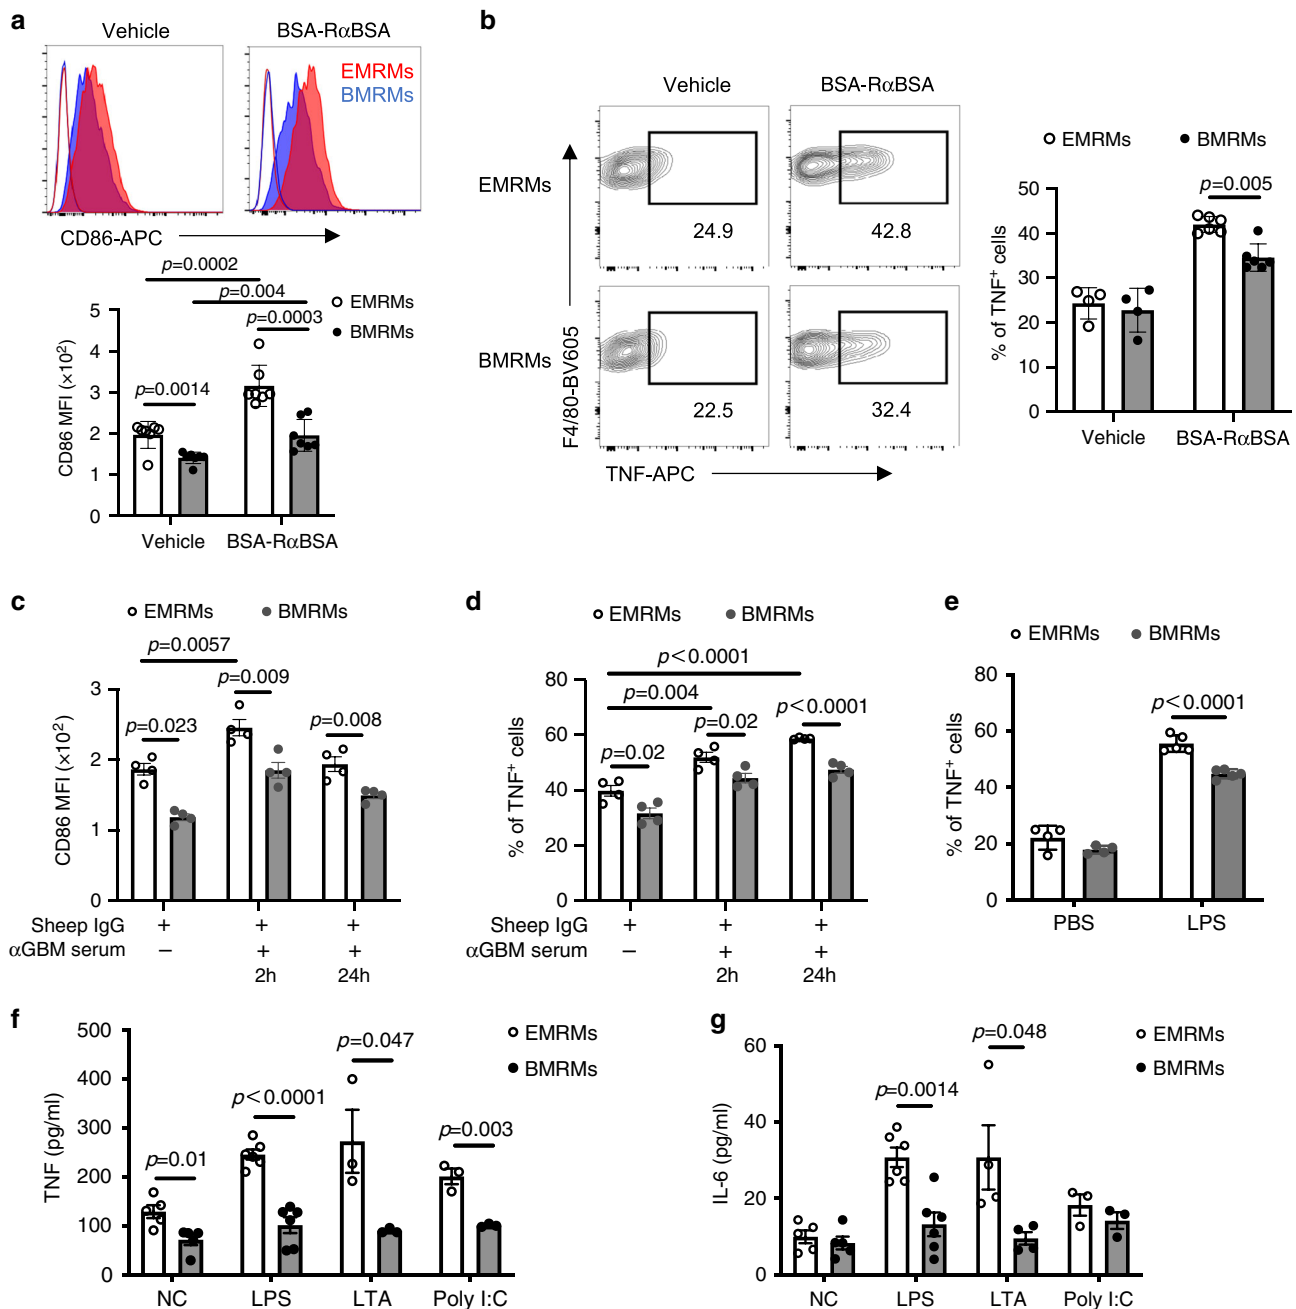 a
Vehicle
BSA-RαBSA
EMRMs
BMRMs
CD86-APC
p=0.0002
p=0.004
p=0.0003
p=0.0014
EMRMs
BMRMs
CD86 MFI (×10²)
5
4
3
2
1
0
Vehicle
BSA-RαBSA
b
Vehicle
BSA-RαBSA
EMRMs
24.9
42.8
BMRMs
22.5
32.4
F4/80-BV605
TNF-APC
EMRMs
BMRMs
p=0.005
% of TNF⁺ cells
50
40
30
20
10
0
Vehicle
BSA-RαBSA
c
EMRMs
BMRMs
p=0.0057
p=0.009
p=0.023
p=0.008
CD86 MFI (×10²)
3
2
1
0
Sheep IgG + + +
αGBM serum − + +
2h 24h
d
EMRMs
BMRMs
p<0.0001
p=0.004
p<0.0001
p=0.02
p=0.02
% of TNF⁺ cells
80
60
40
20
0
Sheep IgG + + +
αGBM serum − + +
2h 24h
e
EMRMs
BMRMs
p<0.0001
% of TNF⁺ cells
80
60
40
20
0
PBS
LPS
f
EMRMs
BMRMs
p=0.047
p<0.0001
p=0.003
p=0.01
TNF (pg/ml)
500
400
300
200
100
0
NC
LPS
LTA
Poly I:C
g
EMRMs
BMRMs
p=0.048
p=0.0014
IL-6 (pg/ml)
60
40
20
0
NC
LPS
LTA
Poly I:C